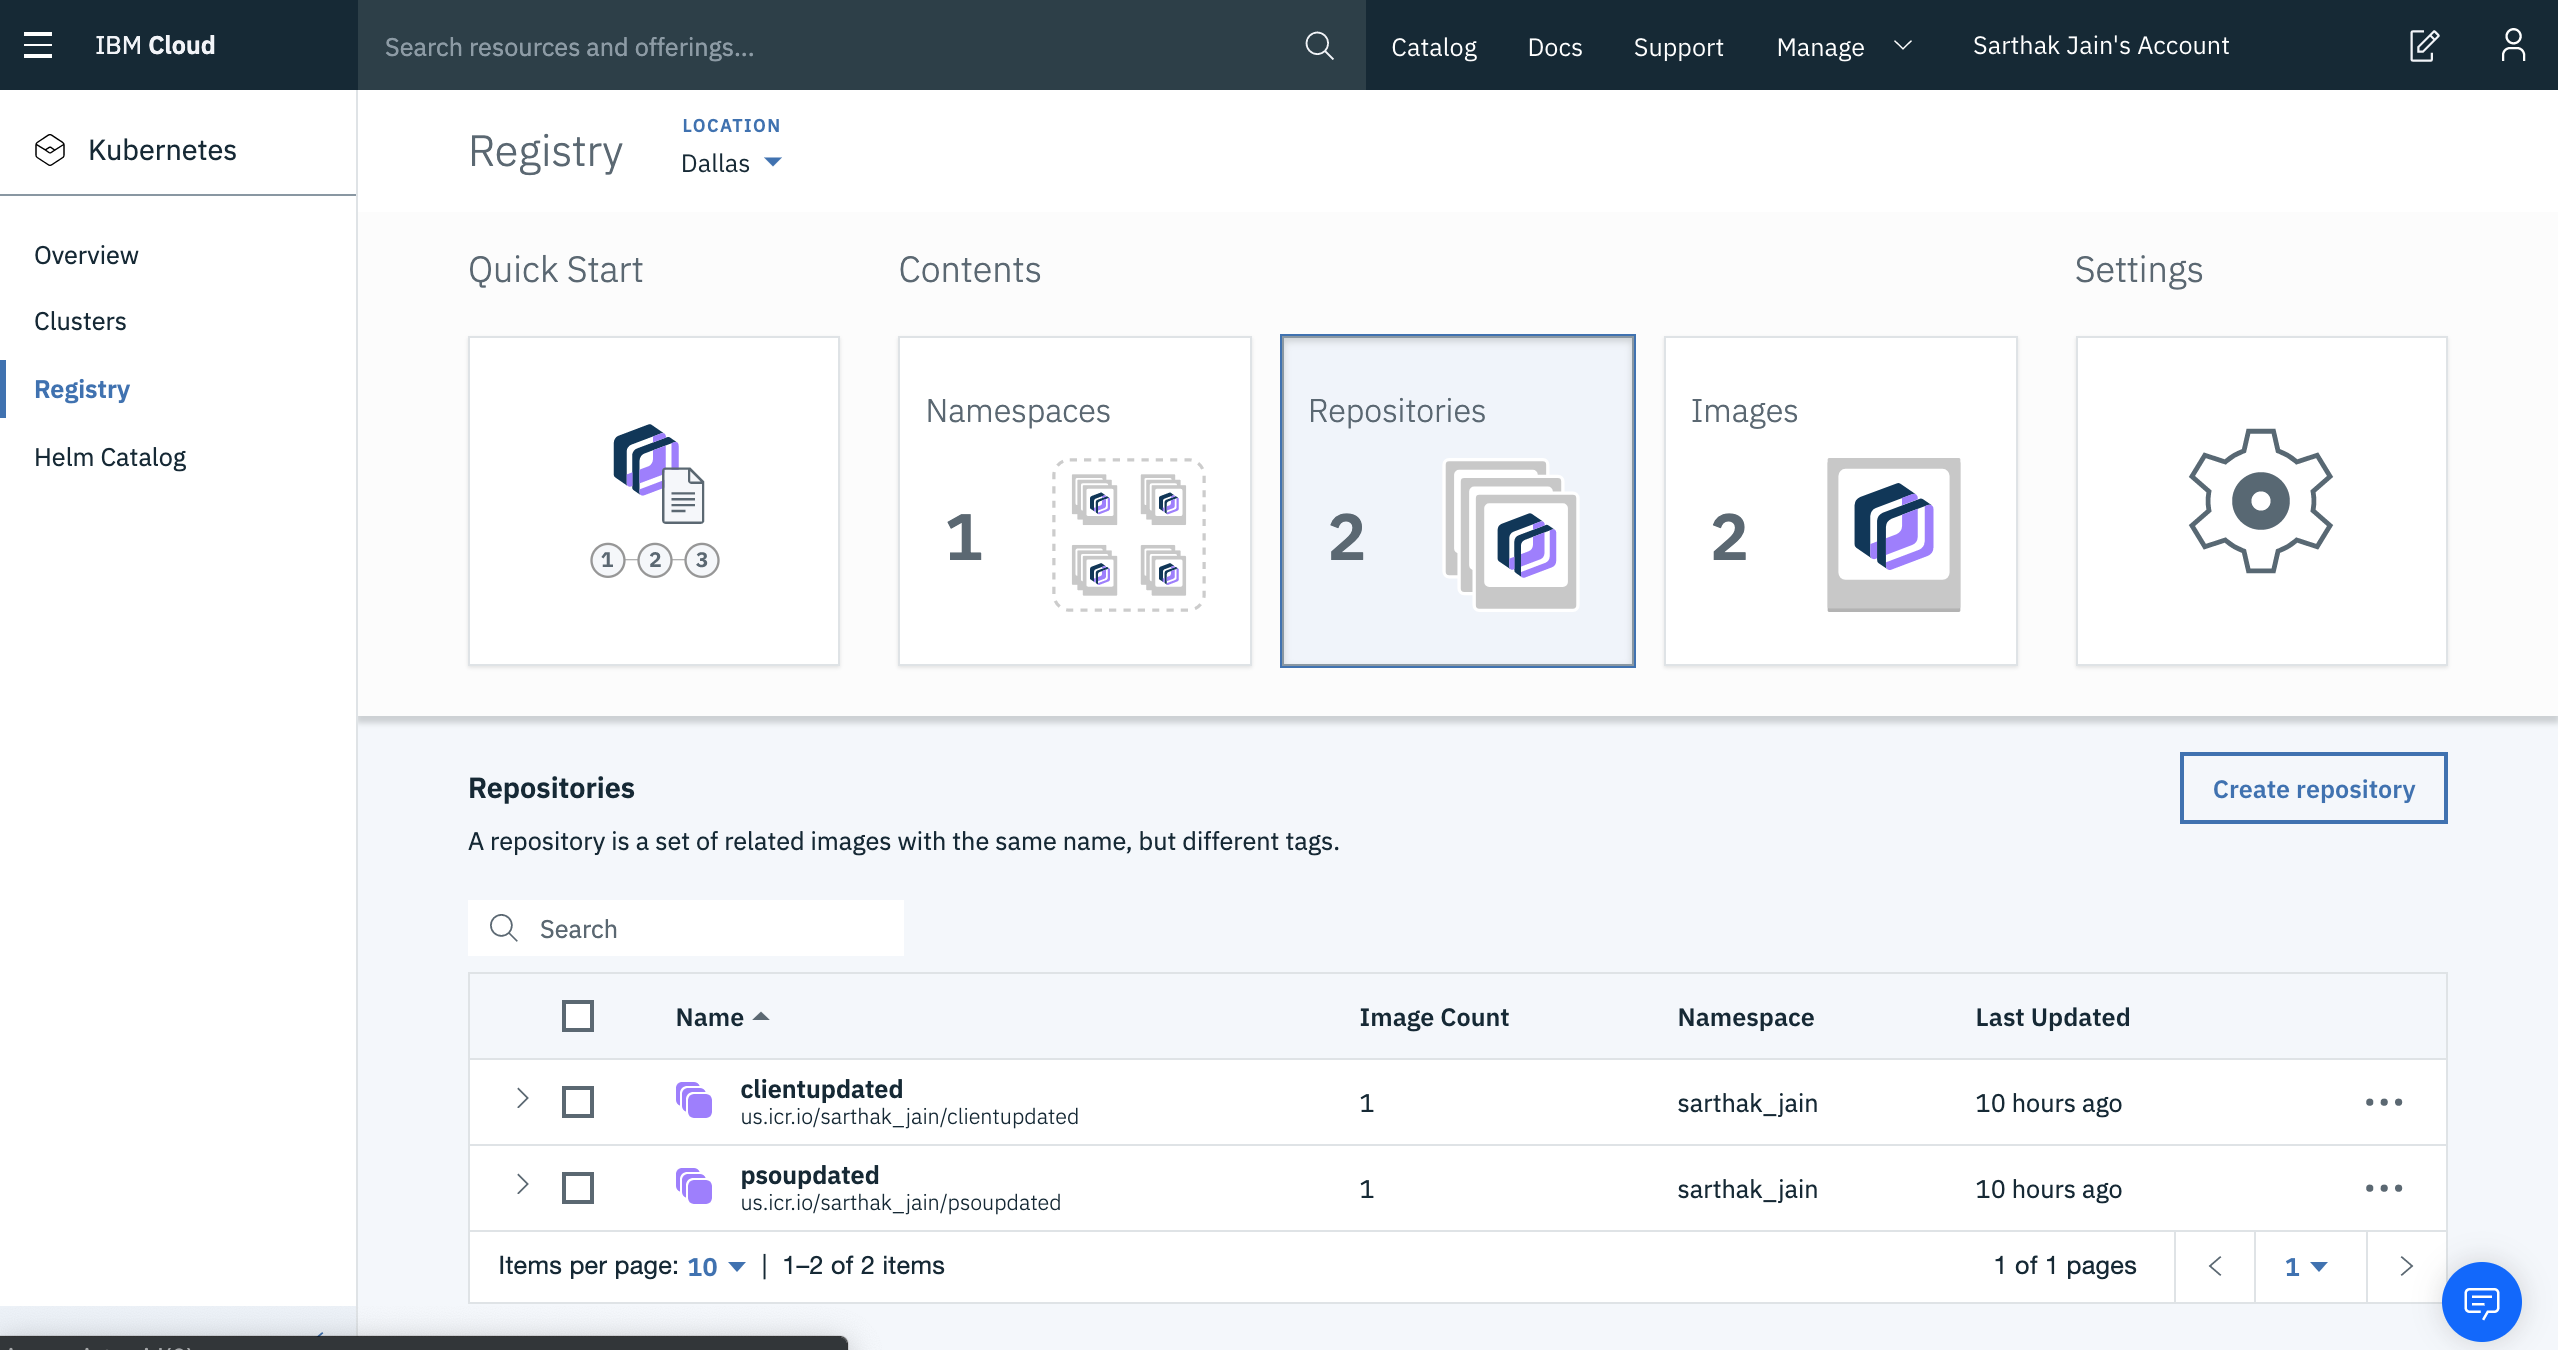 IBM Cloud
Search resources and offerings...
Catalog
Docs
Support
Manage
Sarthak Jain's Account
Kubernetes
Overview
Clusters
Registry
Helm Catalog
Registry
LOCATION
Dallas
Quick Start
Contents
Settings
1 2 3
Namespaces
1
Repositories
2
Images
2
Repositories
Create repository
A repository is a set of related images with the same name, but different tags.
Search
Name
Image Count
Namespace
Last Updated
clientupdated
us.icr.io/sarthak_jain/clientupdated
1
sarthak_jain
10 hours ago
psoupdated
us.icr.io/sarthak_jain/psoupdated
1
sarthak_jain
10 hours ago
Items per page: 10 | 1–2 of 2 items
1 of 1 pages
1